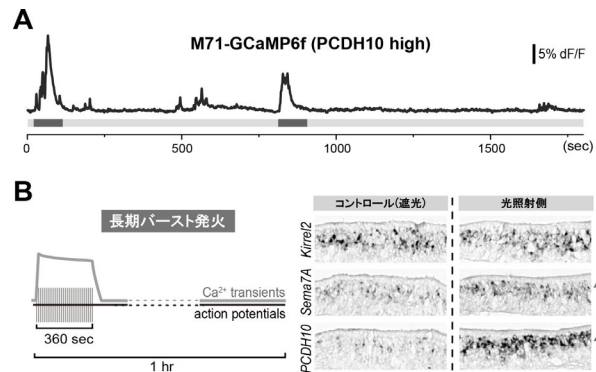 A
M71-GCaMP6f (PCDH10 high)
5% dF/F
0
500
1000
1500
(sec)
B
長期バースト発火
コントロール(遮光)
光照射側
Kirrel2
Sema7A
PCDH10
Ca²⁺ transients
action potentials
360 sec
1 hr